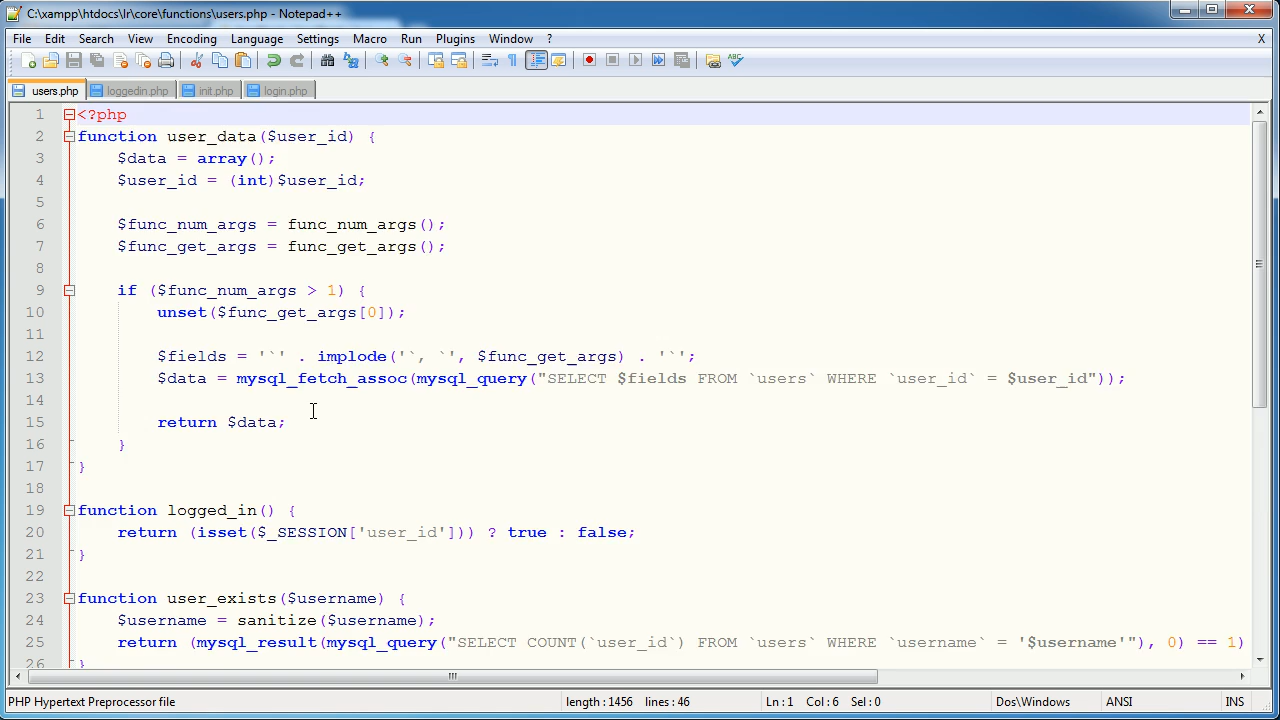 C:\xampp\htdocs\lr\core\functions\users.php - Notepad++
File Edit Search View Encoding Language Settings Macro Run Plugins Window ? X
users.php loggedin.php init.php login.php
1 <?php
2 function user_data($user_id) {
3 $data = array();
4 $user_id = (int)$user_id;
5
6 $func_num_args = func_num_args();
7 $func_get_args = func_get_args();
8
9 if ($func_num_args > 1) {
10 unset($func_get_args[0]);
11
12 $fields = '`' . implode('`, `', $func_get_args) . '`';
13 $data = mysql_fetch_assoc(mysql_query("SELECT $fields FROM `users` WHERE `user_id` = $user_id"));
14
15 return $data;
16 }
17 }
18
19 function logged_in() {
20 return (isset($_SESSION['user_id'])) ? true : false;
21 }
22
23 function user_exists($username) {
24 $username = sanitize($username);
25 return (mysql_result(mysql_query("SELECT COUNT(`user_id`) FROM `users` WHERE `username` = '$username'"), 0) == 1)
26 }
PHP Hypertext Preprocessor file length : 1456 lines : 46 Ln : 1 Col : 6 Sel : 0 Dos\Windows ANSI INS